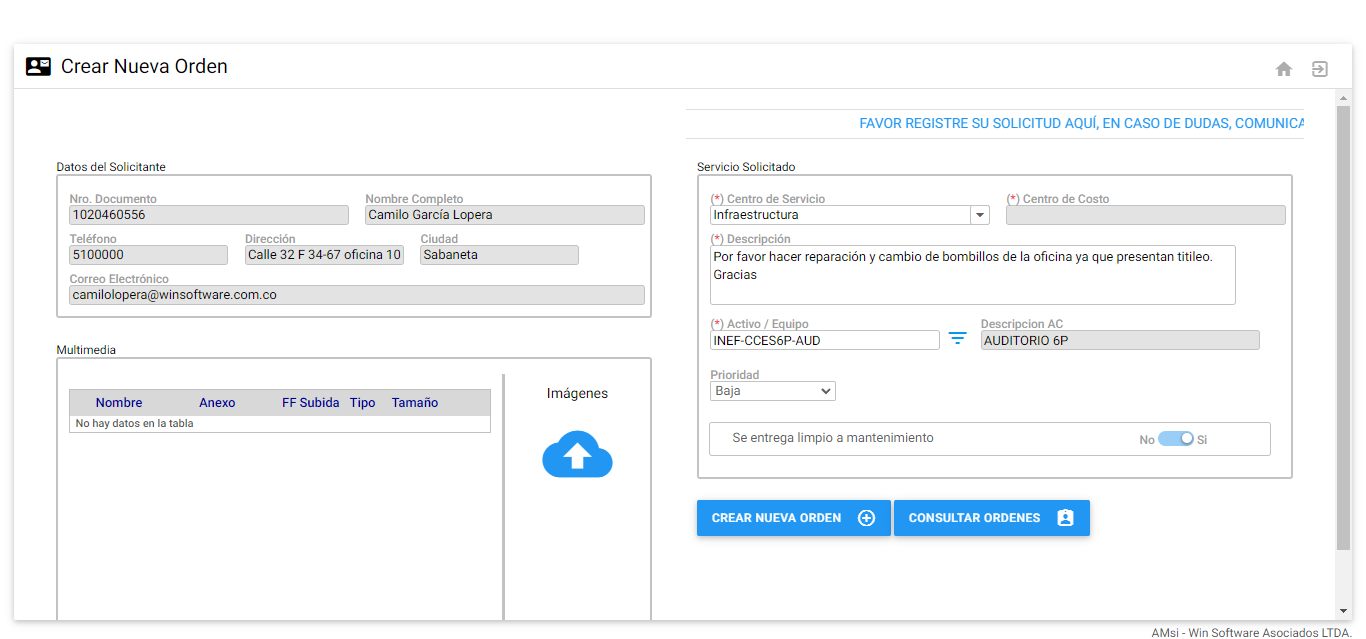 Crear Nueva Orden
FAVOR REGISTRE SU SOLICITUD AQUÍ, EN CASO DE DUDAS, COMUNICA
Datos del Solicitante
Nro. Documento
Nombre Completo
1020460556
Camilo García Lopera
Teléfono
Dirección
Ciudad
5100000
Calle 32 F 34-67 oficina 10
Sabaneta
Correo Electrónico
camilolopera@winsoftware.com.co
Multimedia
Nombre
Anexo
FF Subida
Tipo
Tamaño
No hay datos en la tabla
Imágenes
Servicio Solicitado
(*) Centro de Servicio
(*) Centro de Costo
Infraestructura
(*) Descripción
Por favor hacer reparación y cambio de bombillos de la oficina ya que presentan titileo.
Gracias
(*) Activo / Equipo
Descripcion AC
INEF-CCES6P-AUD
AUDITORIO 6P
Prioridad
Baja
Se entrega limpio a mantenimiento
No
Si
CREAR NUEVA ORDEN
CONSULTAR ORDENES
AMsi - Win Software Asociados LTDA.